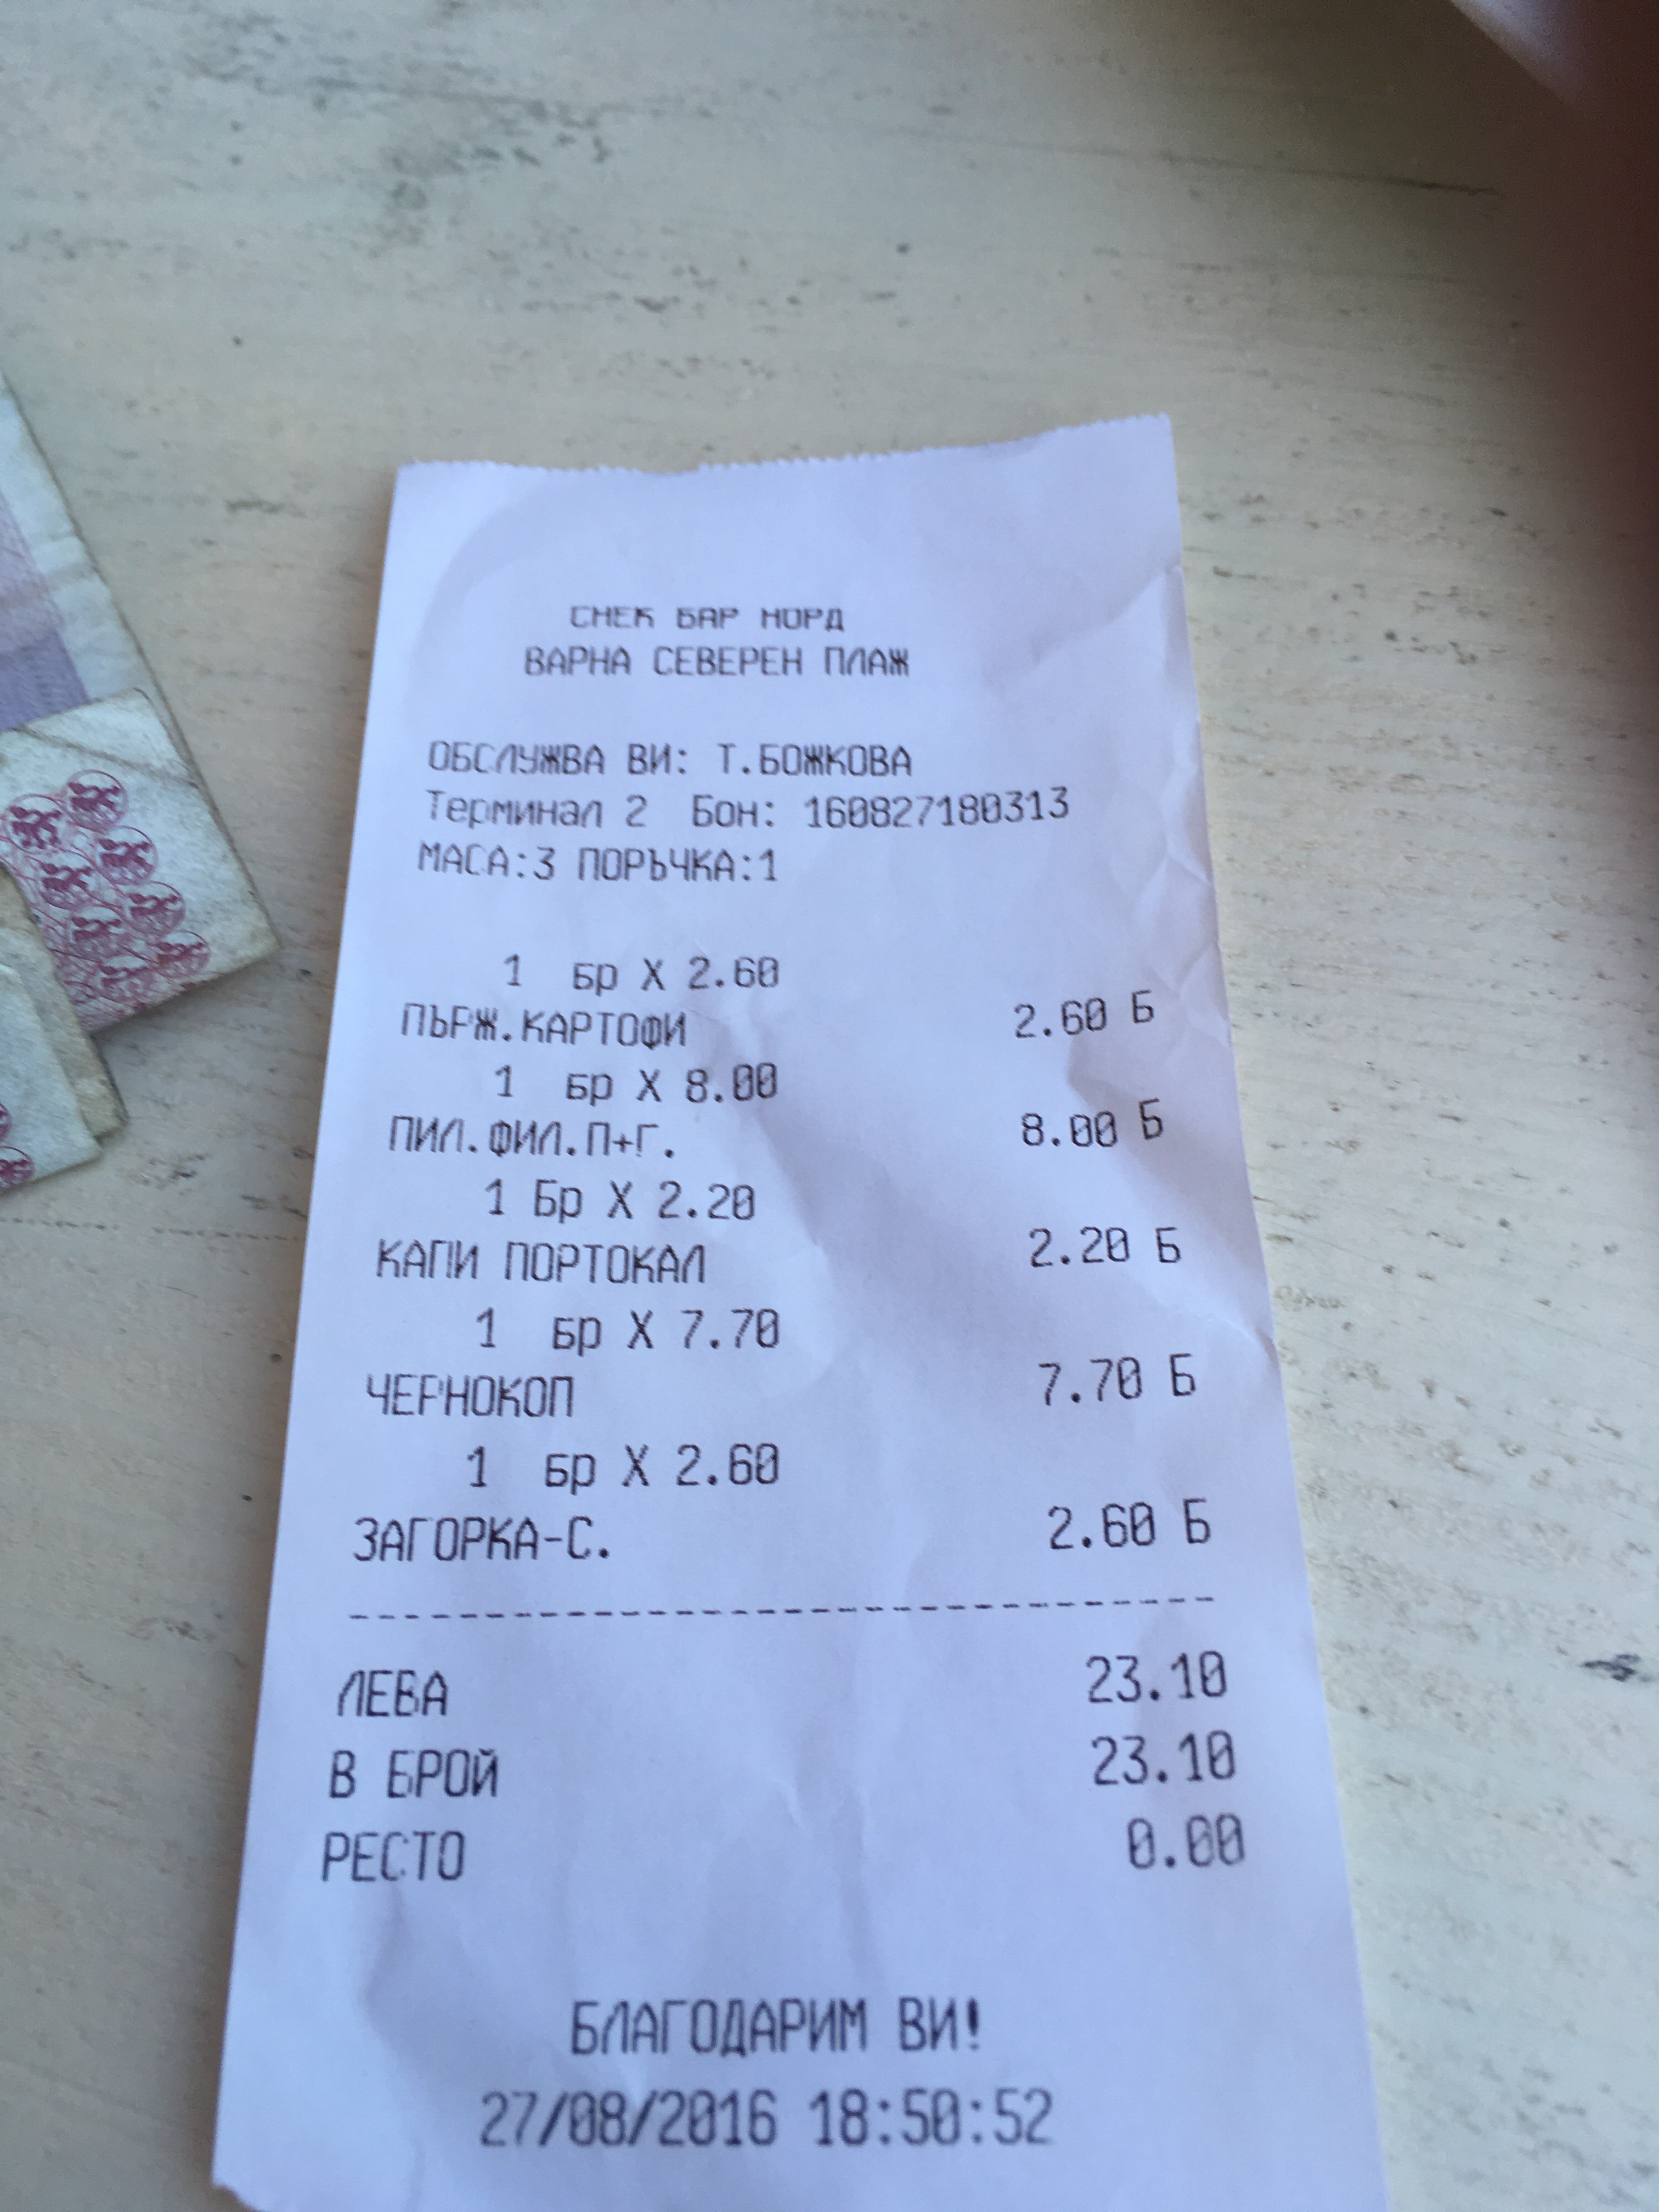 СНЕК БАР НОРД
ВАРНА СЕВЕРЕН ПЛАЖ
ОБСЛУЖВА ВИ: Т.БОЖКОВА
Терминал 2 Бон: 160827180313
МАСА:3 ПОРЪЧКА:1
1 бр X 2.60
ПЪРЖ.КАРТОФИ 2.60 Б
1 бр X 8.00
ПИЛ.ФИЛ.П+Г. 8.00 Б
1 Бр X 2.20
КАПИ ПОРТОКАЛ 2.20 Б
1 бр X 7.70
ЧЕРНОКОП 7.70 Б
1 бр X 2.60
ЗАГОРКА-С. 2.60 Б
--------------------------------
ЛЕВА 23.10
В БРОЙ 23.10
РЕСТО 0.00
БЛАГОДАРИМ ВИ!
27/08/2016 18:50:52